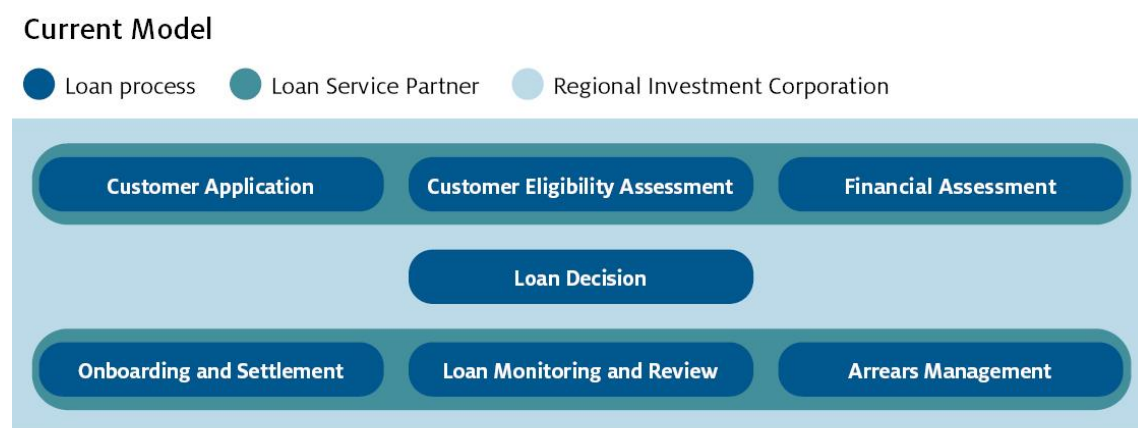 Current Model
Loan process
Loan Service Partner
Regional Investment Corporation
Customer Application
Customer Eligibility Assessment
Financial Assessment
Loan Decision
Onboarding and Settlement
Loan Monitoring and Review
Arrears Management